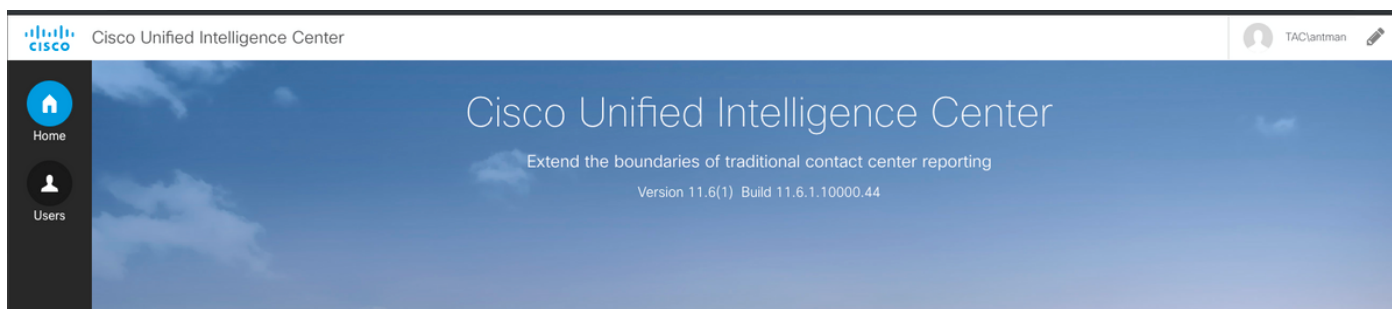 CISCO
Cisco Unified Intelligence Center
TAC\antman
Home
Users
Cisco Unified Intelligence Center
Extend the boundaries of traditional contact center reporting
Version 11.6(1) Build 11.6.1.10000.44